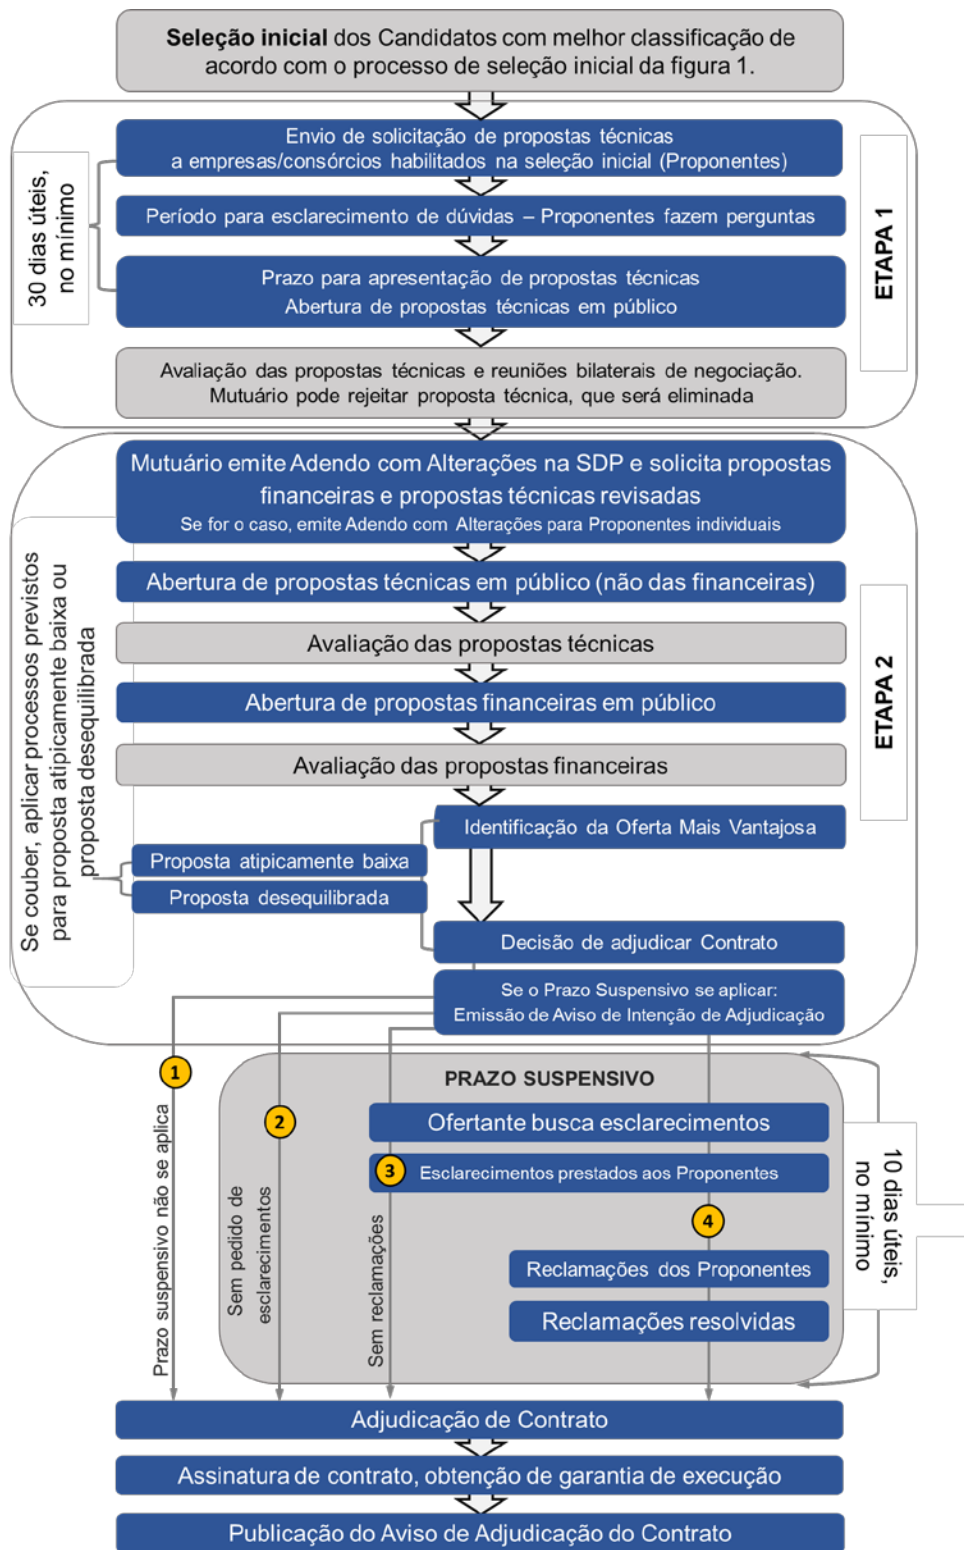 Seleção inicial dos Candidatos com melhor classificação de
acordo com o processo de seleção inicial da figura 1.
ETAPA 1
30 dias úteis,
no mínimo
Envio de solicitação de propostas técnicas
a empresas/consórcios habilitados na seleção inicial (Proponentes)
Período para esclarecimento de dúvidas – Proponentes fazem perguntas
Prazo para apresentação de propostas técnicas
Abertura de propostas técnicas em público
Avaliação das propostas técnicas e reuniões bilaterais de negociação.
Mutuário pode rejeitar proposta técnica, que será eliminada
ETAPA 2
Mutuário emite Adendo com Alterações na SDP e solicita propostas
financeiras e propostas técnicas revisadas
Se for o caso, emite Adendo com Alterações para Proponentes individuais
Abertura de propostas técnicas em público (não das financeiras)
Avaliação das propostas técnicas
Abertura de propostas financeiras em público
Avaliação das propostas financeiras
Se couber, aplicar processos previstos
para proposta atipicamente baixa ou
proposta desequilibrada
Identificação da Oferta Mais Vantajosa
Proposta atipicamente baixa
Proposta desequilibrada
Decisão de adjudicar Contrato
Se o Prazo Suspensivo se aplicar:
Emissão de Aviso de Intenção de Adjudicação
1
Prazo suspensivo não se aplica
PRAZO SUSPENSIVO
2
Sem pedido de
esclarecimentos
Ofertante busca esclarecimentos
3
Esclarecimentos prestados aos Proponentes
Sem reclamações
4
Reclamações dos Proponentes
Reclamações resolvidas
10 dias úteis,
no mínimo
Adjudicação de Contrato
Assinatura de contrato, obtenção de garantia de execução
Publicação do Aviso de Adjudicação do Contrato